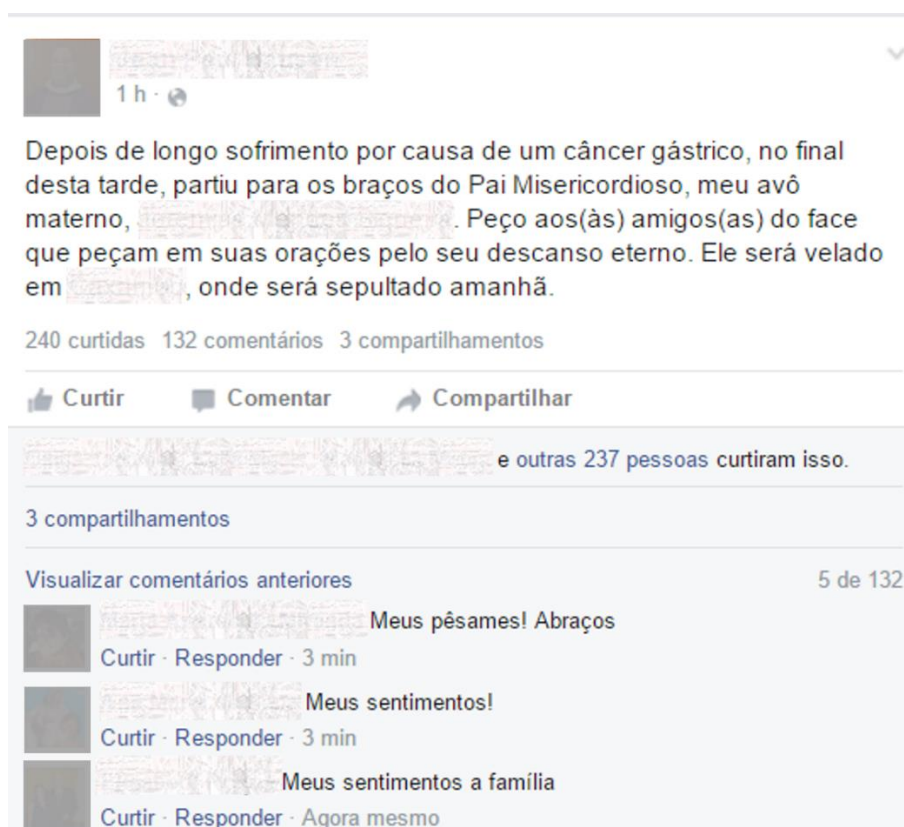 1 h ·
Depois de longo sofrimento por causa de um câncer gástrico, no final
desta tarde, partiu para os braços do Pai Misericordioso, meu avô
materno, . Peço aos(às) amigos(as) do face
que peçam em suas orações pelo seu descanso eterno. Ele será velado
em , onde será sepultado amanhã.
240 curtidas 132 comentários 3 compartilhamentos
Curtir Comentar Compartilhar
e outras 237 pessoas curtiram isso.
3 compartilhamentos
Visualizar comentários anteriores 5 de 132
Meus pêsames! Abraços
Curtir · Responder · 3 min
Meus sentimentos!
Curtir · Responder · 3 min
Meus sentimentos a família
Curtir · Responder · Agora mesmo